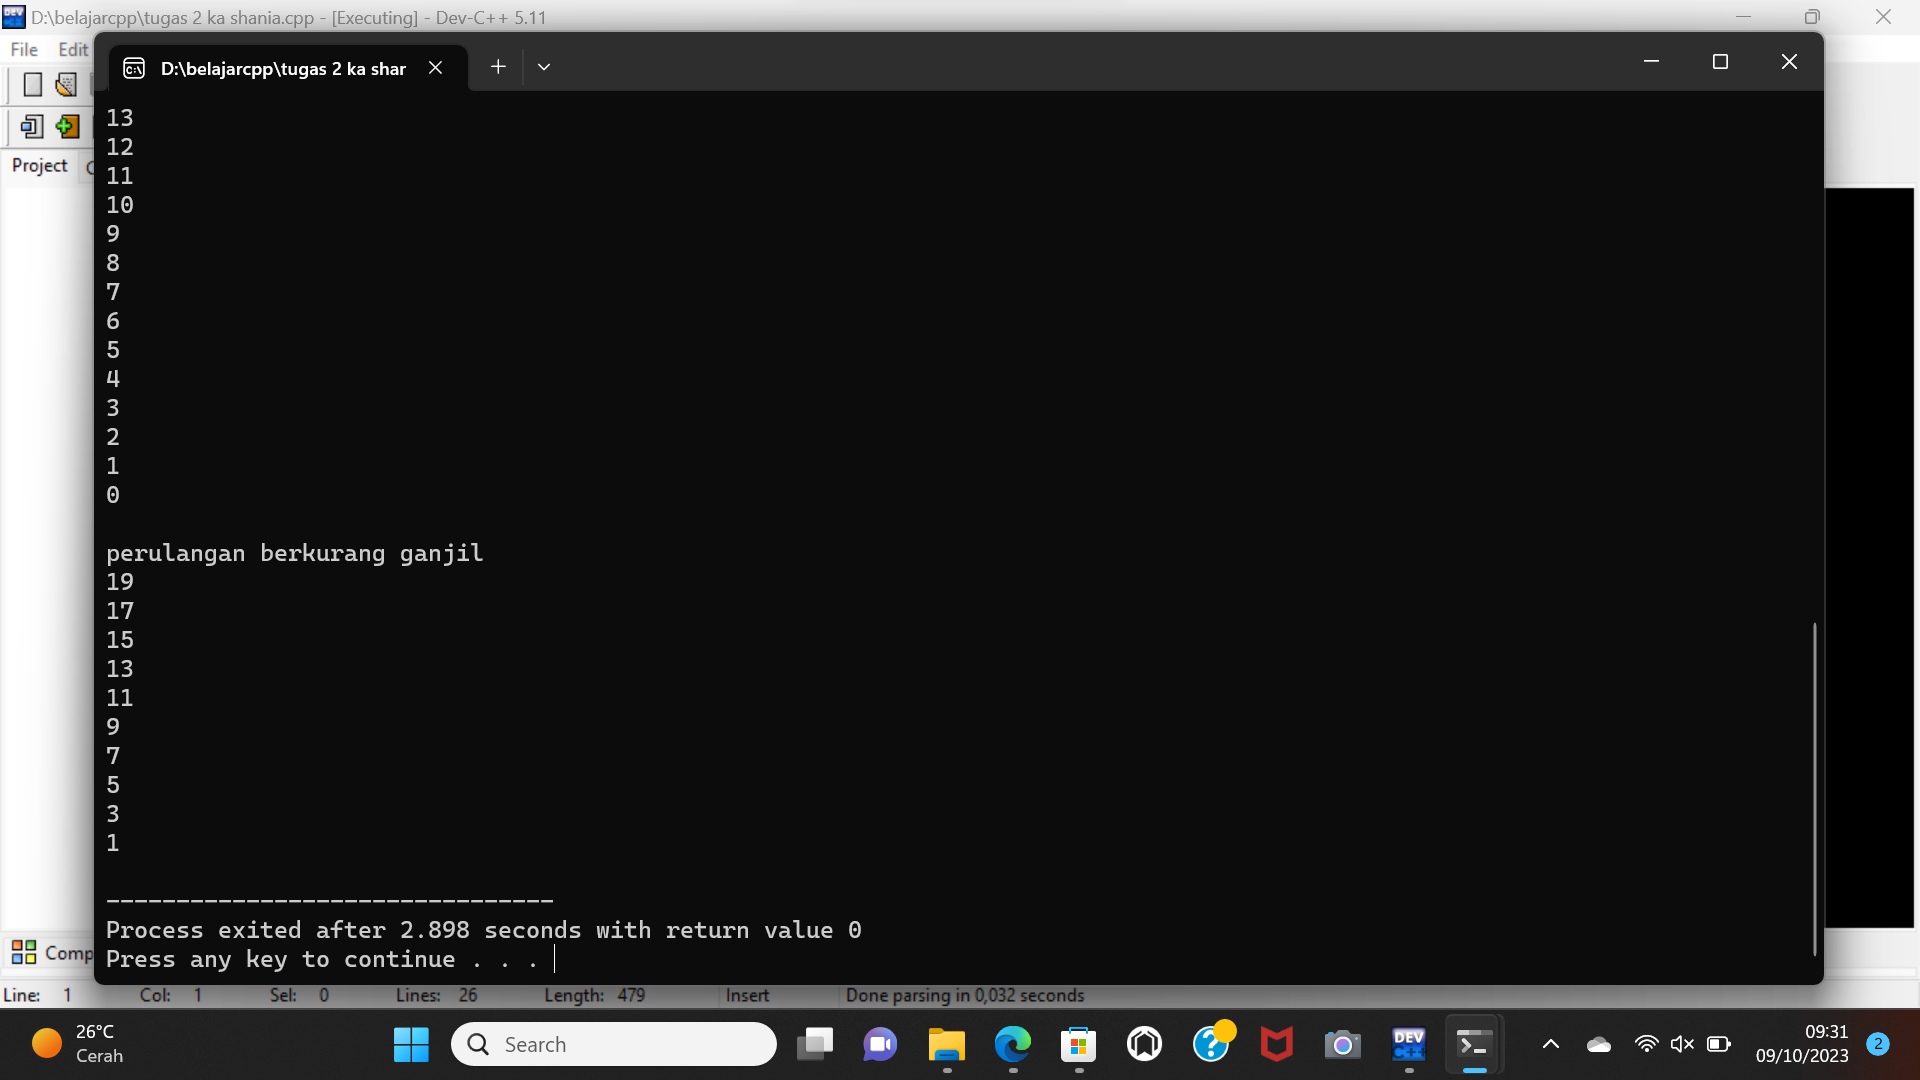 D:\belajarcpp\tugas 2 ka shania.cpp - [Executing] - Dev-C++ 5.11
File Edit
D:\belajarcpp\tugas 2 ka shar
Project
13
12
11
10
9
8
7
6
5
4
3
2
1
0
perulangan berkurang ganjil
19
17
15
13
11
9
7
5
3
1
--------------------------------
Process exited after 2.898 seconds with return value 0
Press any key to continue . . .
Comp
Line: 1 Col: 1 Sel: 0 Lines: 26 Length: 479 Insert Done parsing in 0,032 seconds
26°C
Cerah
Search
DEV
C++
09:31
09/10/2023
2